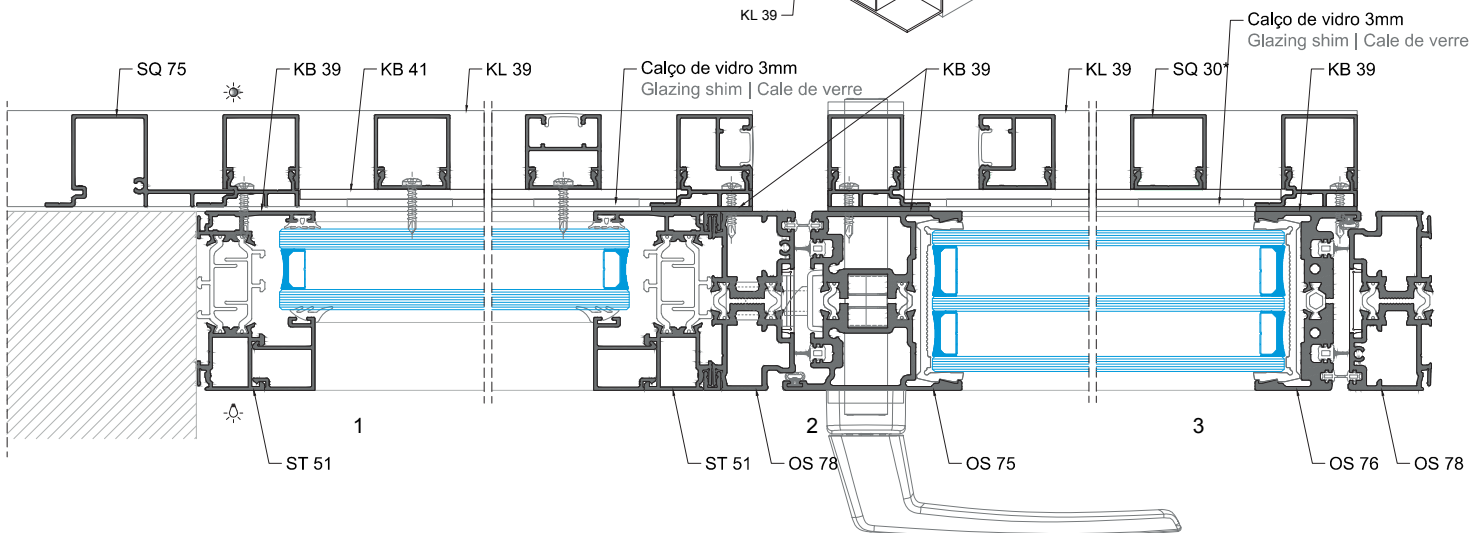 KL 39
Calço de vidro 3mm
Glazing shim | Cale de verre
SQ 75
KB 39
KB 41
KL 39
Calço de vidro 3mm
Glazing shim | Cale de verre
KB 39
KL 39
SQ 30*
KB 39
1
2
3
ST 51
ST 51
OS 78
OS 75
OS 76
OS 78